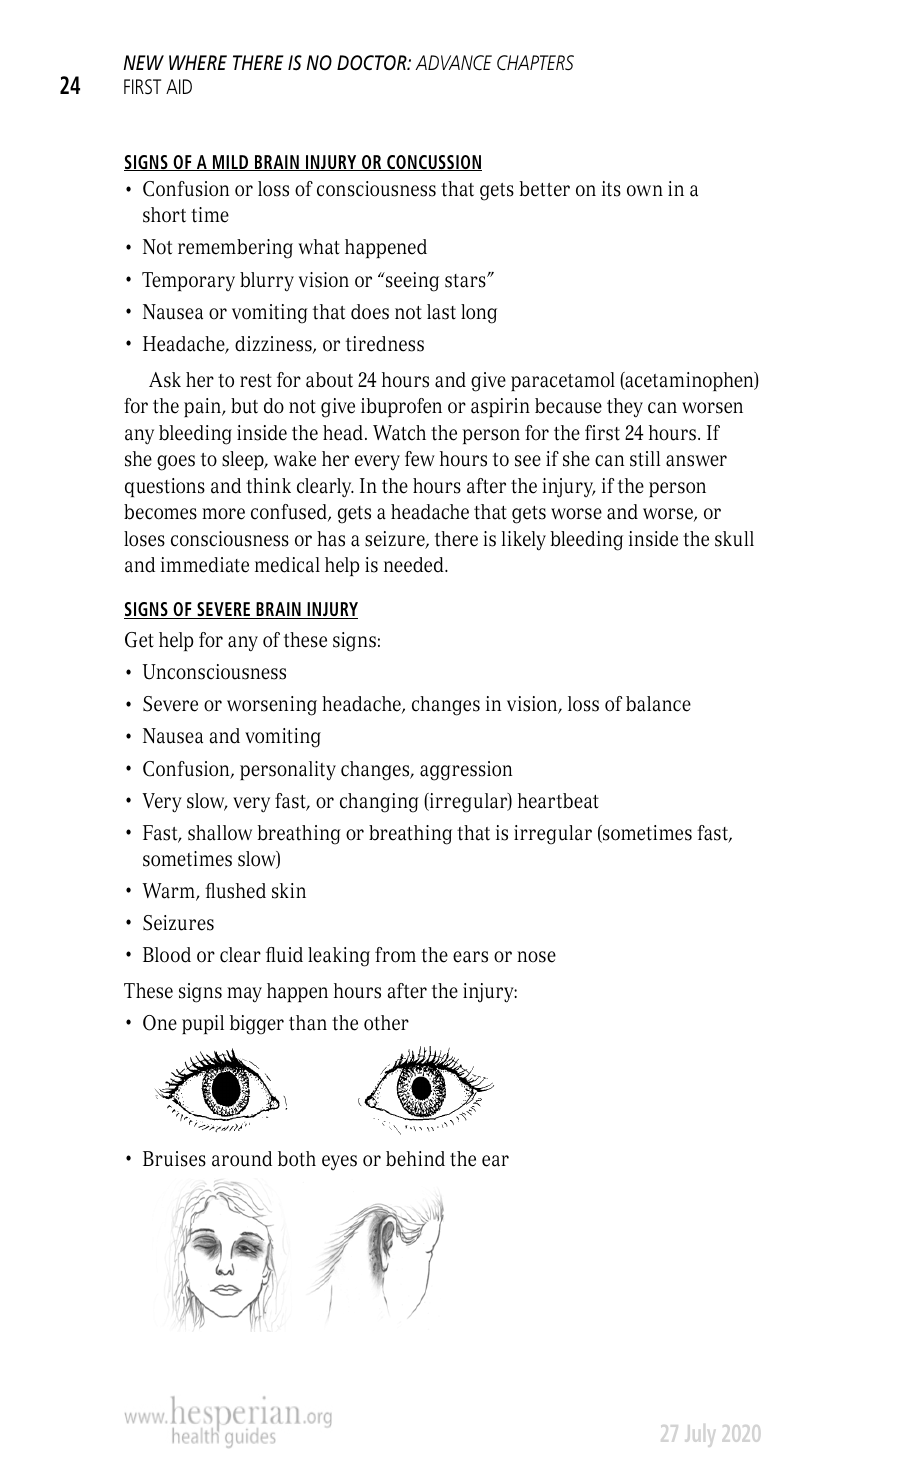 NEW WHERE THERE IS NO DOCTOR: ADVANCE CHAPTERS
24 FIRST AID
SIGNS OF A MILD BRAIN INJURY OR CONCUSSION
• Confusion or loss of consciousness that gets better on its own in a
short time
• Not remembering what happened
• Temporary blurry vision or “seeing stars”
• Nausea or vomiting that does not last long
• Headache, dizziness, or tiredness
Ask her to rest for about 24 hours and give paracetamol (acetaminophen)
for the pain, but do not give ibuprofen or aspirin because they can worsen
any bleeding inside the head. Watch the person for the first 24 hours. If
she goes to sleep, wake her every few hours to see if she can still answer
questions and think clearly. In the hours after the injury, if the person
becomes more confused, gets a headache that gets worse and worse, or
loses consciousness or has a seizure, there is likely bleeding inside the skull
and immediate medical help is needed.
SIGNS OF SEVERE BRAIN INJURY
Get help for any of these signs:
• Unconsciousness
• Severe or worsening headache, changes in vision, loss of balance
• Nausea and vomiting
• Confusion, personality changes, aggression
• Very slow, very fast, or changing (irregular) heartbeat
• Fast, shallow breathing or breathing that is irregular (sometimes fast,
sometimes slow)
• Warm, flushed skin
• Seizures
• Blood or clear fluid leaking from the ears or nose
These signs may happen hours after the injury:
• One pupil bigger than the other
• Bruises around both eyes or behind the ear
www.hesperian.org
health guides
27 July 2020